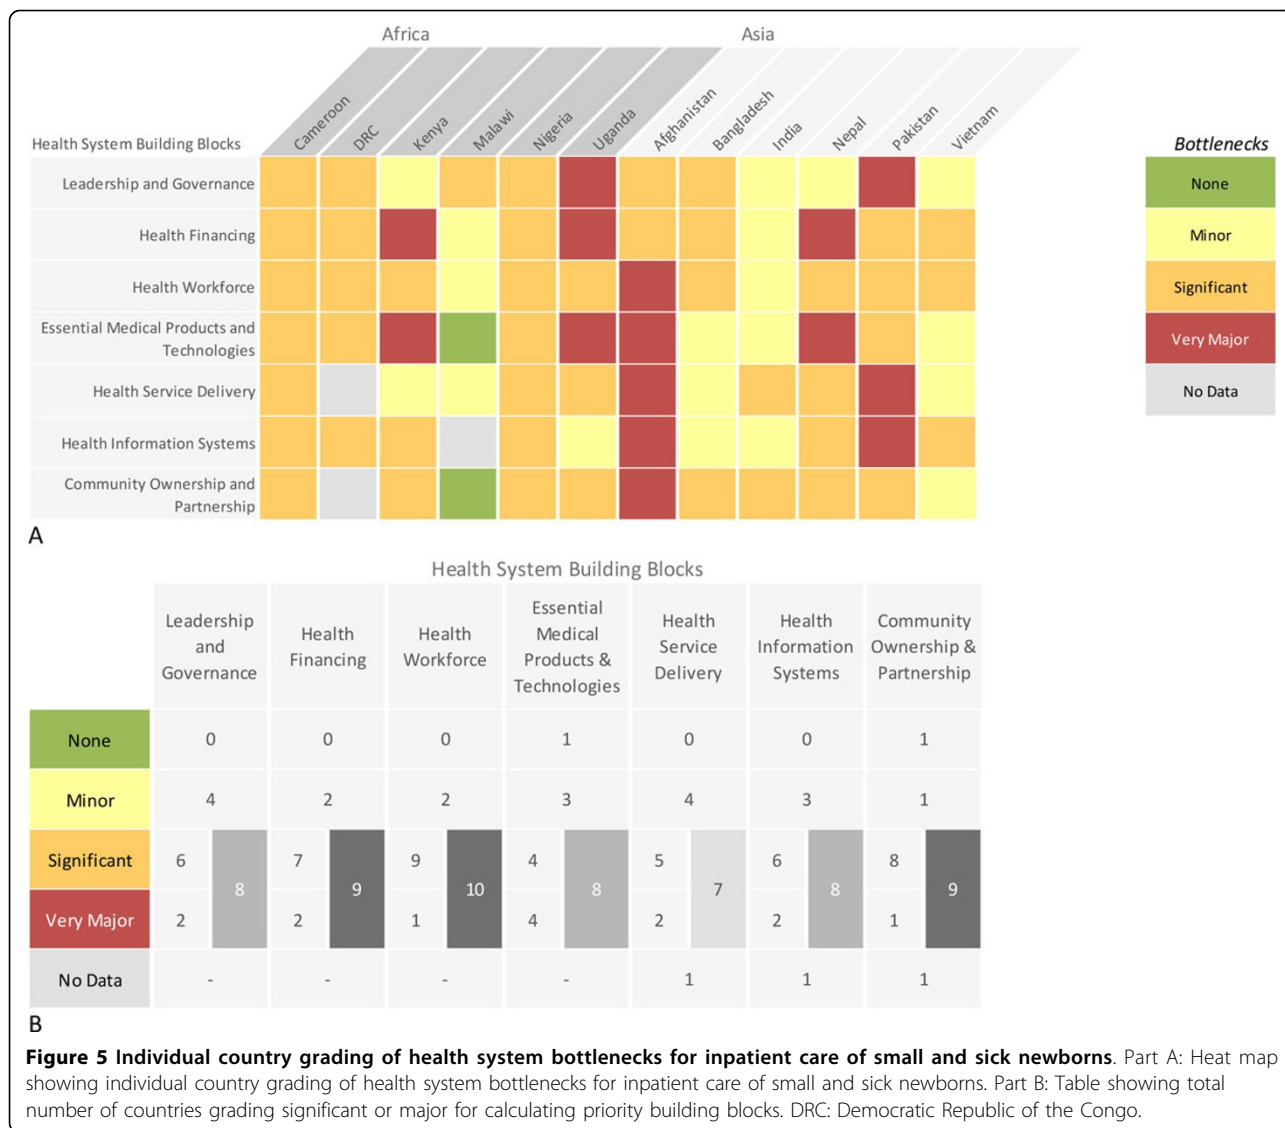 Africa
Asia
Cameroon
DRC
Kenya
Malawi
Nigeria
Uganda
Afghanistan
Bangladesh
India
Nepal
Pakistan
Vietnam
Health System Building Blocks
Leadership and Governance
Health Financing
Health Workforce
Essential Medical Products and
Technologies
Health Service Delivery
Health Information Systems
Community Ownership and
Partnership
Bottlenecks
None
Minor
Significant
Very Major
No Data
A
Health System Building Blocks
Leadership
and
Governance
Health
Financing
Health
Workforce
Essential
Medical
Products &
Technologies
Health
Service
Delivery
Health
Information
Systems
Community
Ownership &
Partnership
None 0 0 0 1 0 0 1
Minor 4 2 2 3 4 3 1
Significant 6 7 9 4 5 6 8
8 9 10 8 7 8 9
Very Major 2 2 1 4 2 2 1
No Data - - - - 1 1 1
B
Figure 5 Individual country grading of health system bottlenecks for inpatient care of small and sick newborns. Part A: Heat map
showing individual country grading of health system bottlenecks for inpatient care of small and sick newborns. Part B: Table showing total
number of countries grading significant or major for calculating priority building blocks. DRC: Democratic Republic of the Congo.